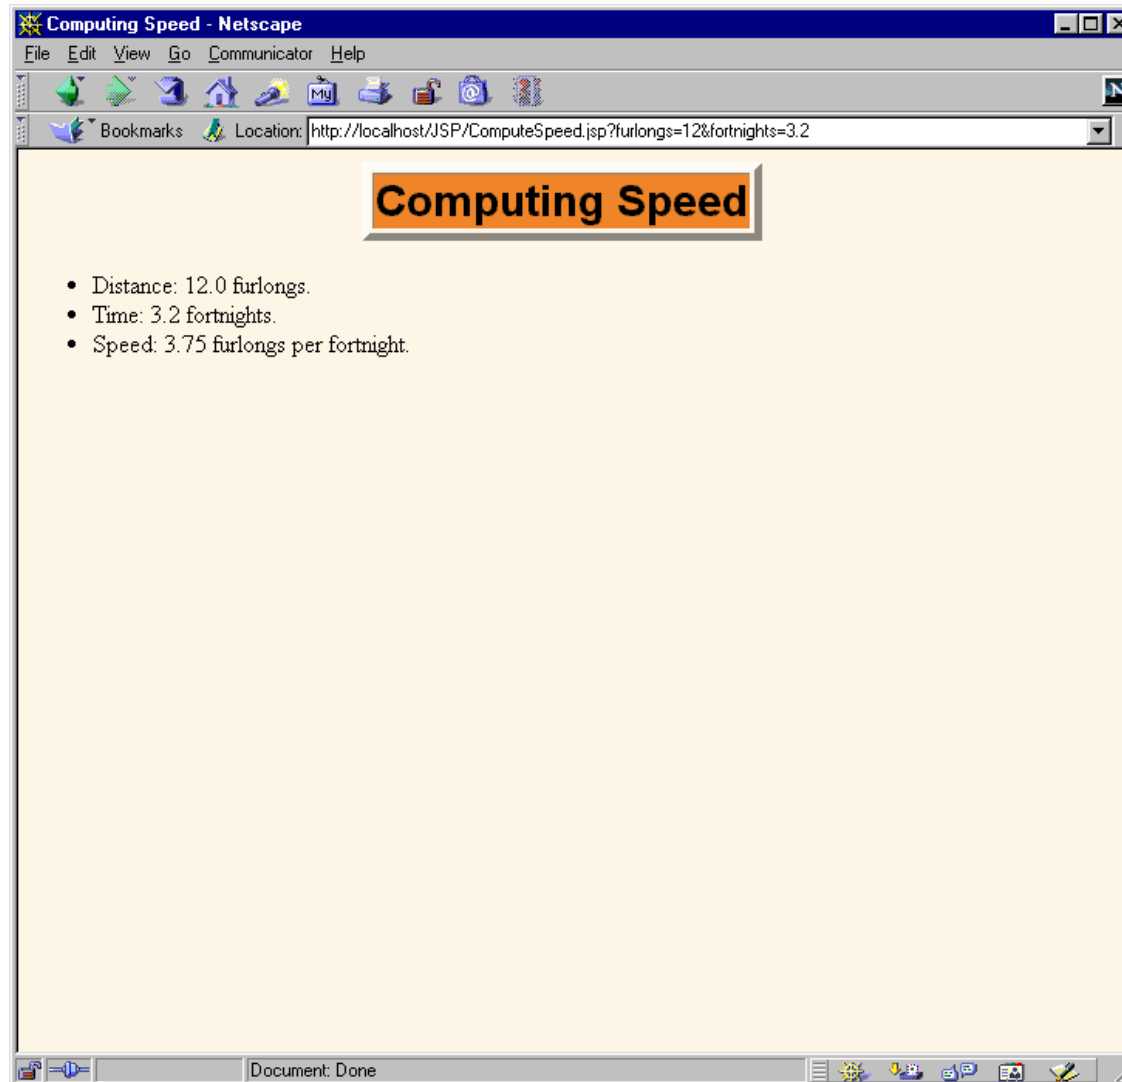 Computing Speed - Netscape
File Edit View Go Communicator Help
My
N
Bookmarks Location: http://localhost/JSP/ComputeSpeed.jsp?furlongs=12&fortnights=3.2
Computing Speed
• Distance: 12.0 furlongs.
• Time: 3.2 fortnights.
• Speed: 3.75 furlongs per fortnight.
Document: Done